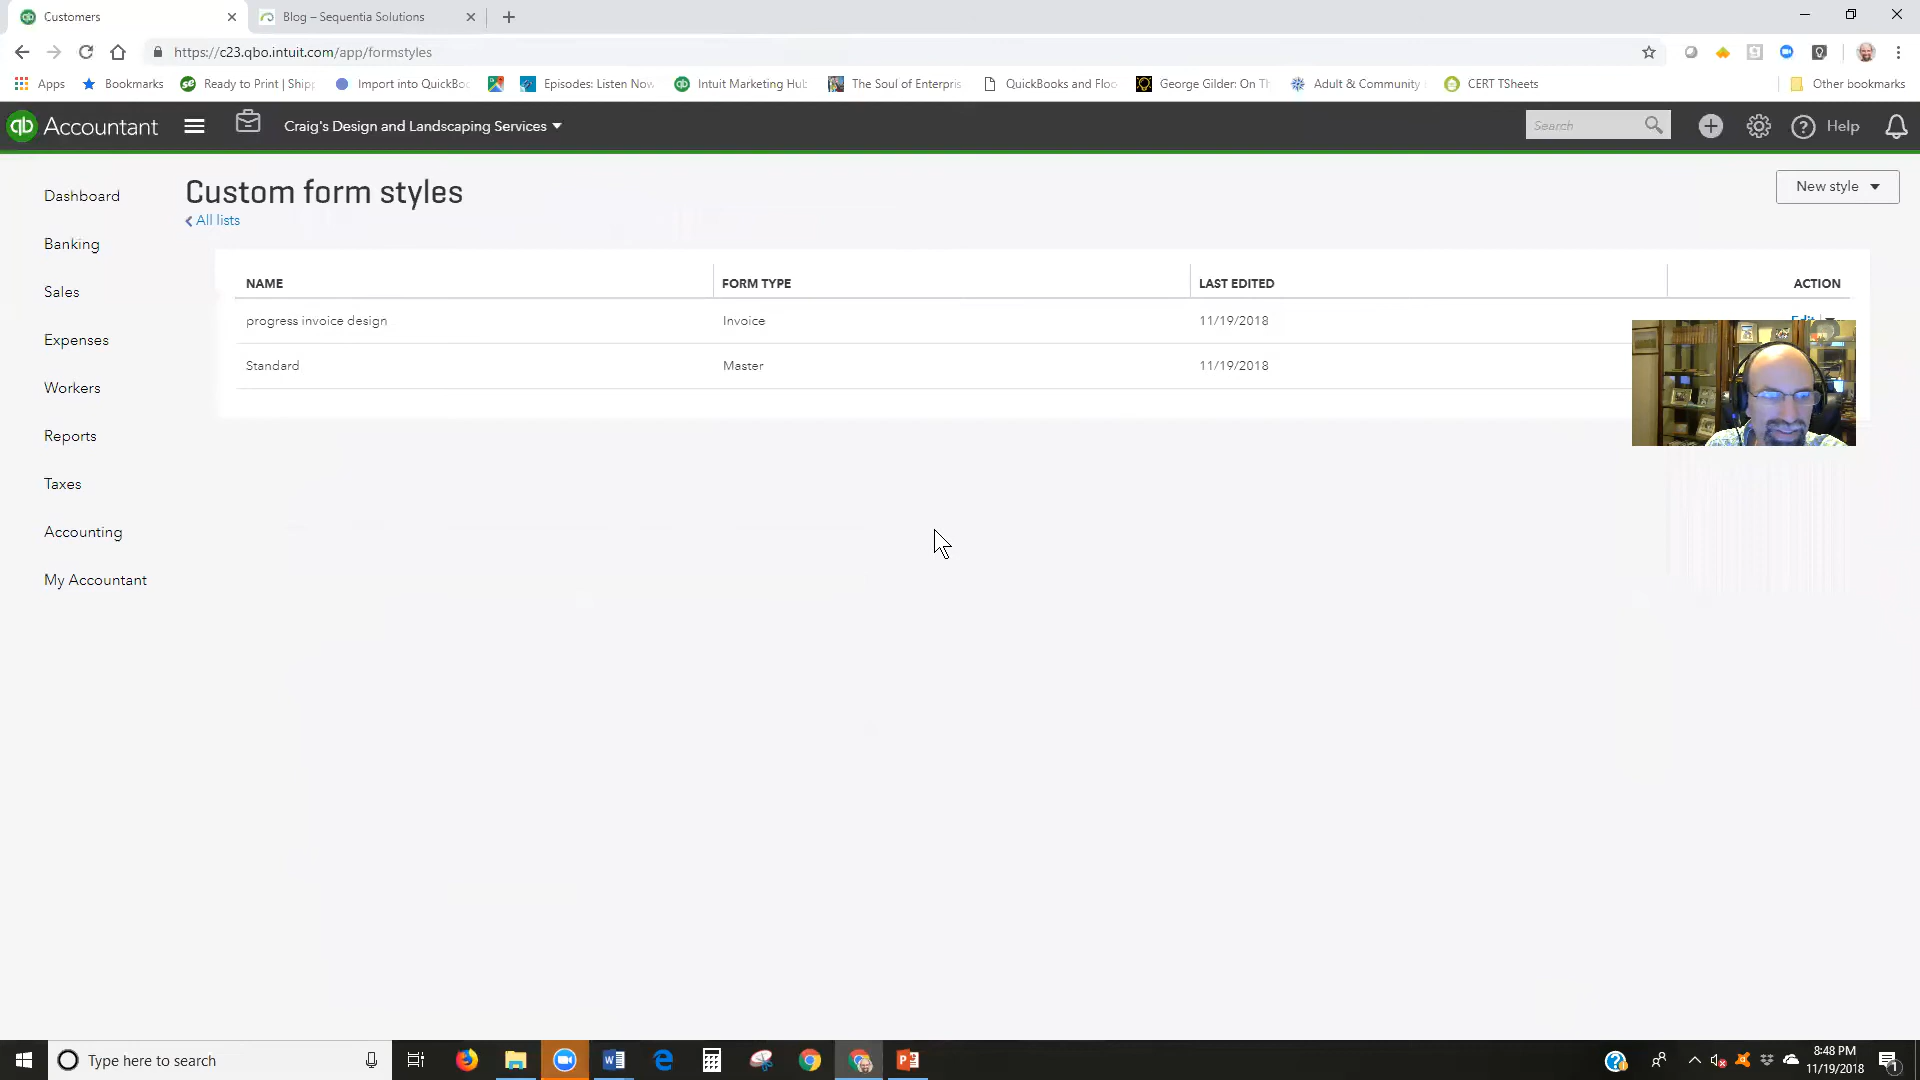 Customers
Blog – Sequentia Solutions
https://c23.qbo.intuit.com/app/formstyles
Apps
Bookmarks
Ready to Print | Ship
Import into QuickBo
Episodes: Listen Now
Intuit Marketing Hub
The Soul of Enterpris
QuickBooks and Floo
George Gilder: On Th
Adult & Community
CERT TSheets
Other bookmarks
qb Accountant
Craig's Design and Landscaping Services
Search
Help
Dashboard
Banking
Sales
Expenses
Workers
Reports
Taxes
Accounting
My Accountant
Custom form styles
All lists
New style
NAME FORM TYPE LAST EDITED ACTION
progress invoice design Invoice 11/19/2018 Edit
Standard Master 11/19/2018
Type here to search
8:48 PM
11/19/2018